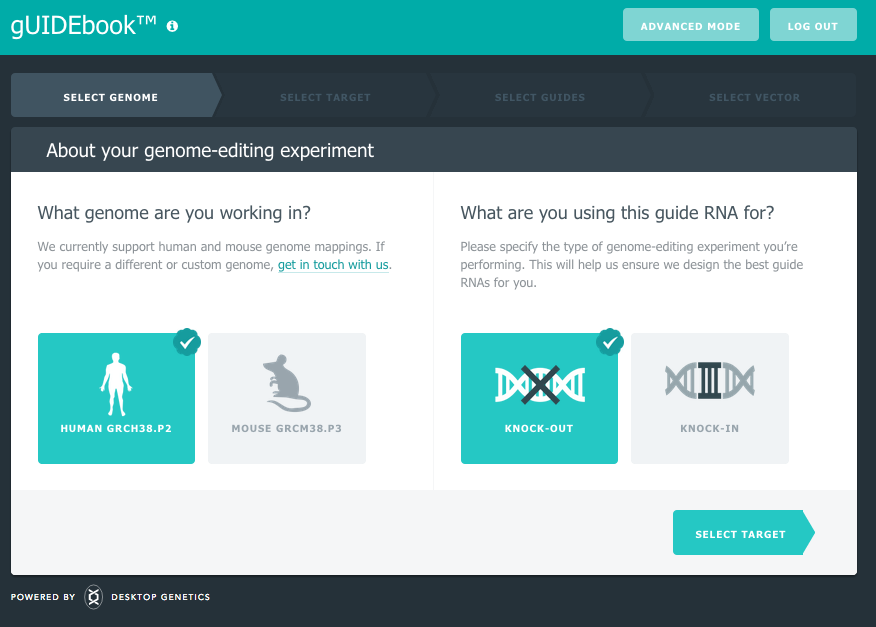 gUIDEbook™
ADVANCED MODE
LOG OUT
SELECT GENOME
SELECT TARGET
SELECT GUIDES
SELECT VECTOR
About your genome-editing experiment
What genome are you working in?
We currently support human and mouse genome mappings. If
you require a different or custom genome, get in touch with us.
HUMAN GRCH38.P2
MOUSE GRCM38.P3
What are you using this guide RNA for?
Please specify the type of genome-editing experiment you're
performing. This will help us ensure we design the best guide
RNAs for you.
KNOCK-OUT
KNOCK-IN
SELECT TARGET
POWERED BY DESKTOP GENETICS